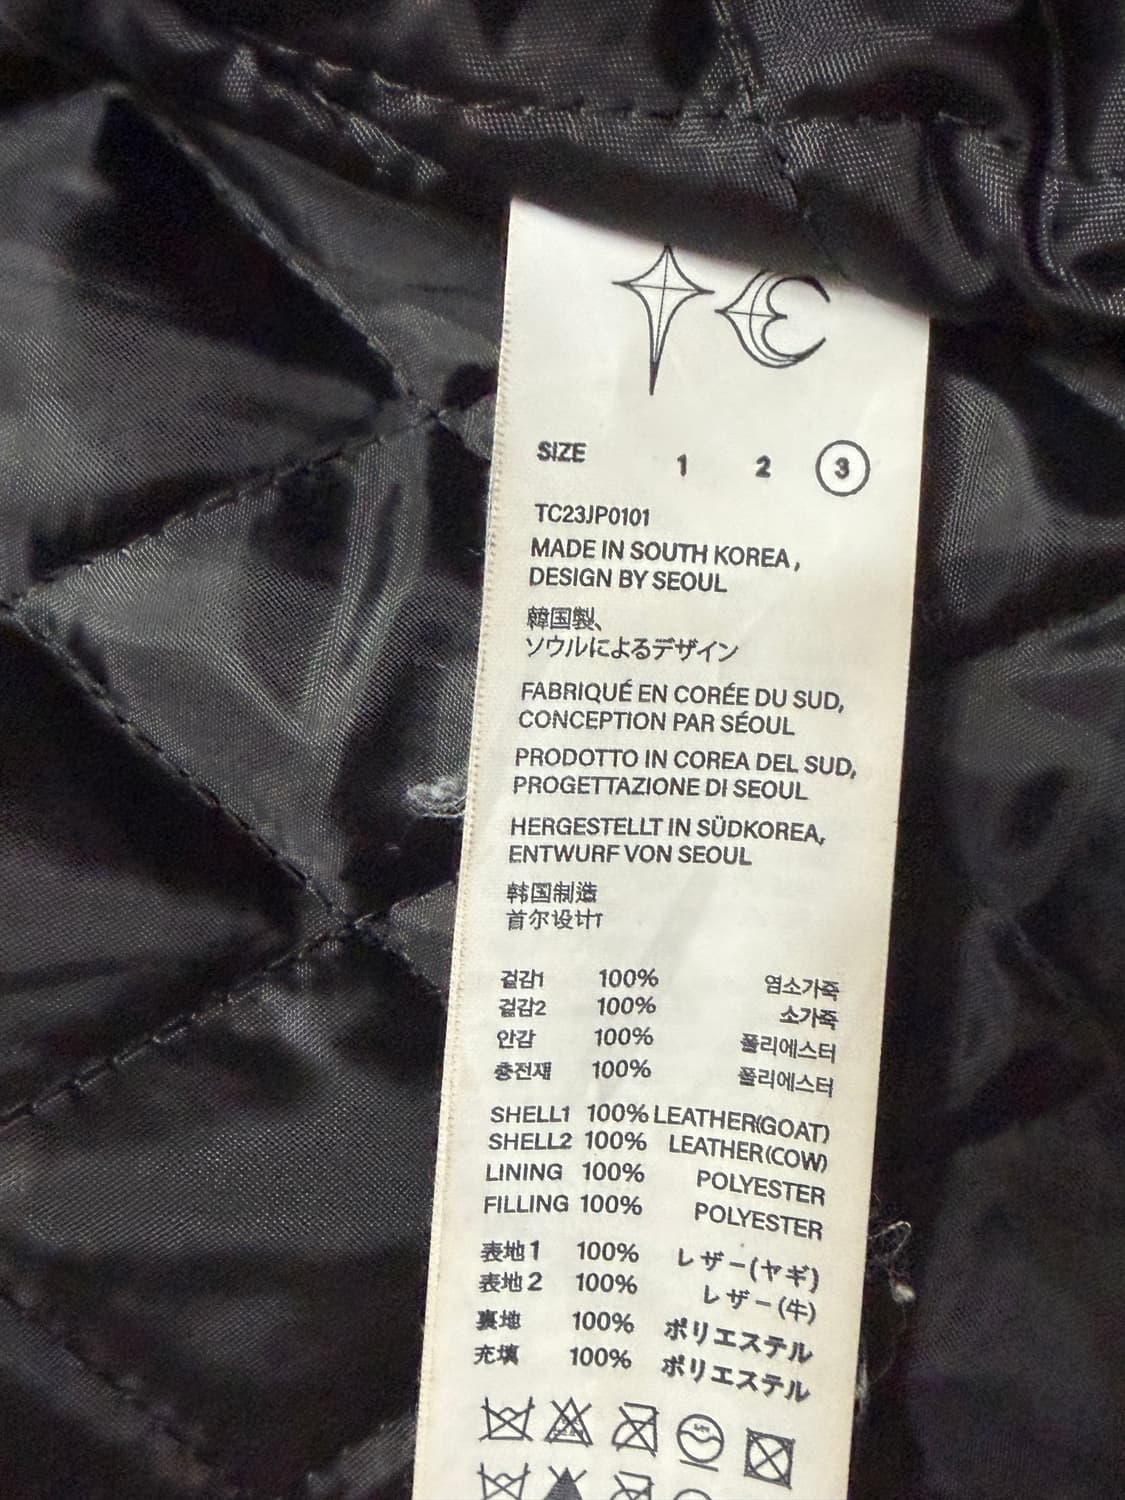 SIZE 1 2 3
TC23JP0101
MADE IN SOUTH KOREA,
DESIGN BY SEOUL
韓国製、
ソウルによるデザイン
FABRIQUÉ EN CORÉE DU SUD,
CONCEPTION PAR SÉOUL
PRODOTTO IN COREA DEL SUD,
PROGETTAZIONE DI SEOUL
HERGESTELLT IN SÜDKOREA,
ENTWURF VON SEOUL
韩国制造
首尔设计T
겉감1 100% 염소가죽
겉감2 100% 소가죽
안감 100% 폴리에스터
충전재 100% 폴리에스터
SHELL1 100% LEATHER(GOAT)
SHELL2 100% LEATHER(COW)
LINING 100% POLYESTER
FILLING 100% POLYESTER
表地1 100% レザー(ヤギ)
表地2 100% レザー(牛)
裏地 100% ポリエステル
充填 100% ポリエステル